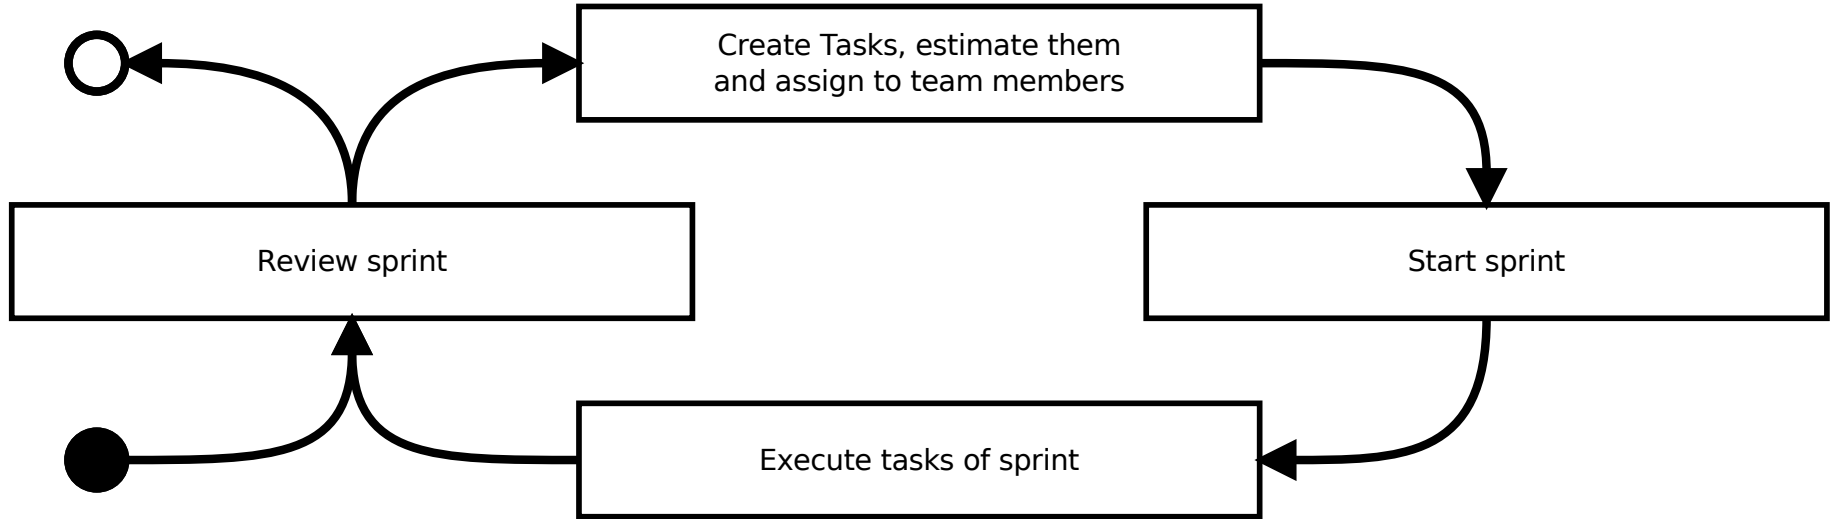 Create Tasks, estimate them
and assign to team members
Review sprint
Start sprint
Execute tasks of sprint